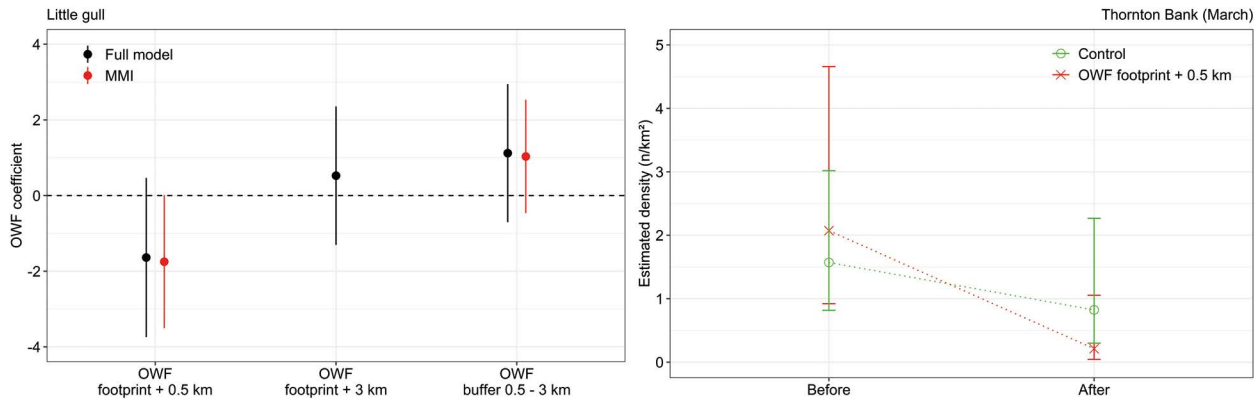 Little gull
4
2
0
-2
-4
OWF coefficient
Full model
MMI
OWF
footprint + 0.5 km
OWF
footprint + 3 km
OWF
buffer 0.5 - 3 km
Thornton Bank (March)
5
4
3
2
1
0
Estimated density (n/km²)
Control
OWF footprint + 0.5 km
Before
After